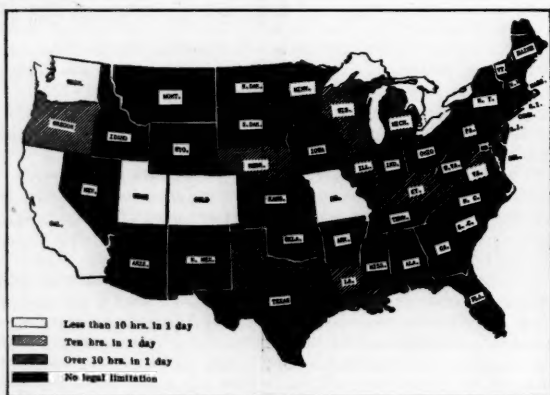 WASH.
MONT.
N.DAK.
MINN.
MAINE
VT.
OREGON
IDAHO
S.DAK.
WIS.
MICH.
N. Y.
WYO.
IOWA
PA.
NEBR.
NEV.
UTAH
COLO
KANS.
MO.
ILL.
IND.
OHIO
W.VA.
VA.
KY.
CAL.
N. C.
TENN.
S. C.
ARIZ.
N. MEX.
OKLA.
ARK.
MISS.
ALA.
GA.
TEXAS
LA.
FLA.
Less than 10 hrs. in 1 day
Ten hrs. in 1 day
Over 10 hrs. in 1 day
No legal limitation